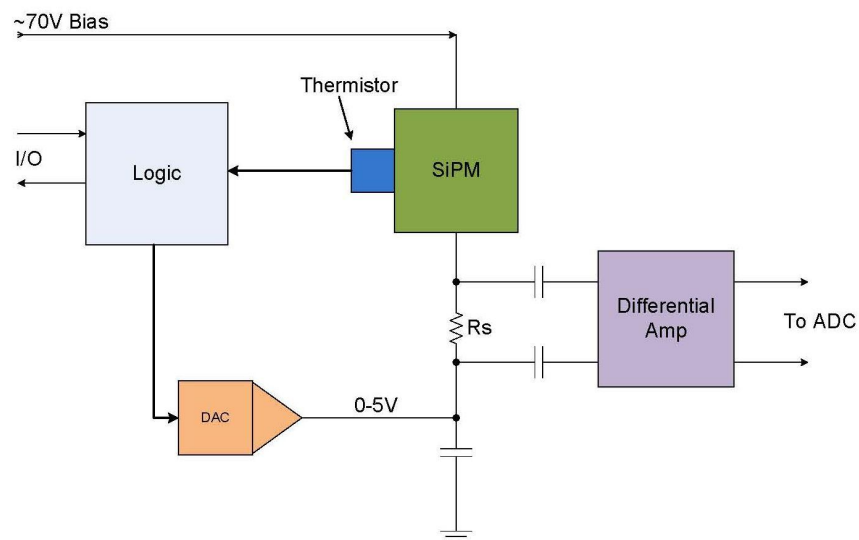 ~70V Bias
Thermistor
I/O
Logic
SiPM
Differential
Amp
To ADC
Rs
DAC
0-5V